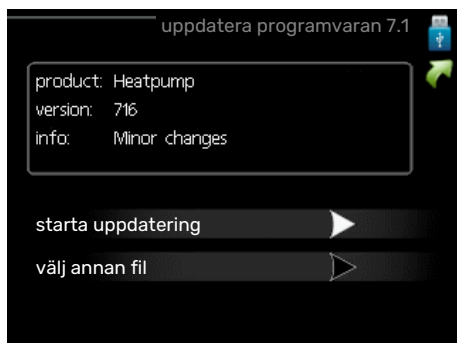 uppdatera programvaran 7.1
product: Heatpump
version: 716
info: Minor changes
starta uppdatering
välj annan fil